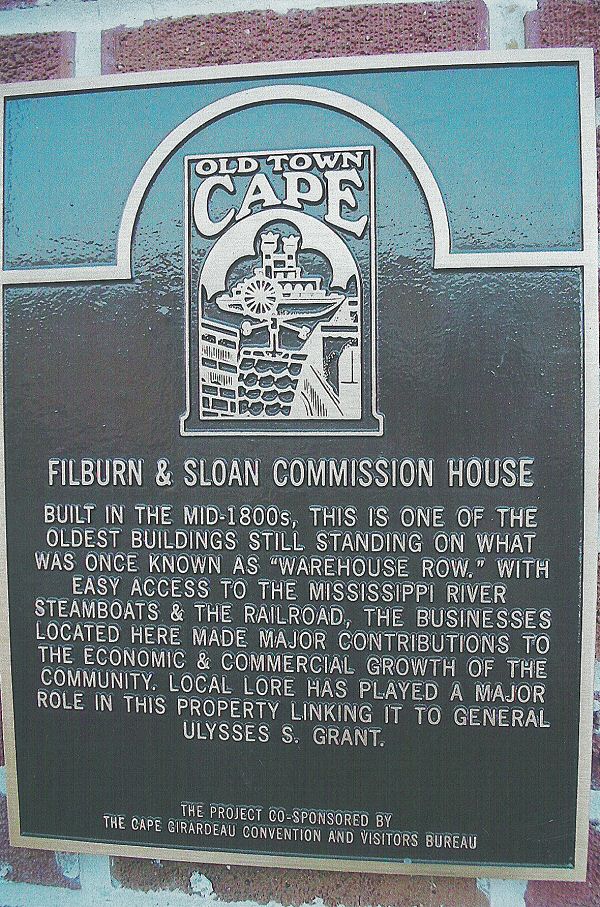 OLD TOWN
CAPE
FILBURN & SLOAN COMMISSION HOUSE
BUILT IN THE MID-1800s, THIS IS ONE OF THE
OLDEST BUILDINGS STILL STANDING ON WHAT
WAS ONCE KNOWN AS "WAREHOUSE ROW." WITH
EASY ACCESS TO THE MISSISSIPPI RIVER
STEAMBOATS & THE RAILROAD, THE BUSINESSES
LOCATED HERE MADE MAJOR CONTRIBUTIONS TO
THE ECONOMIC & COMMERCIAL GROWTH OF THE
COMMUNITY. LOCAL LORE HAS PLAYED A MAJOR
ROLE IN THIS PROPERTY LINKING IT TO GENERAL
ULYSSES S. GRANT.
THE PROJECT CO-SPONSORED BY
THE CAPE GIRARDEAU CONVENTION AND VISITORS BUREAU